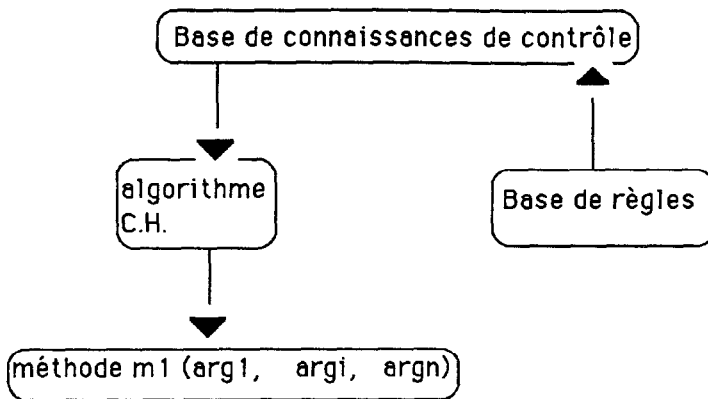 Base de connaissances de contrôle
algorithme
C.H.
Base de règles
méthode m1 (arg1, argi, argn)